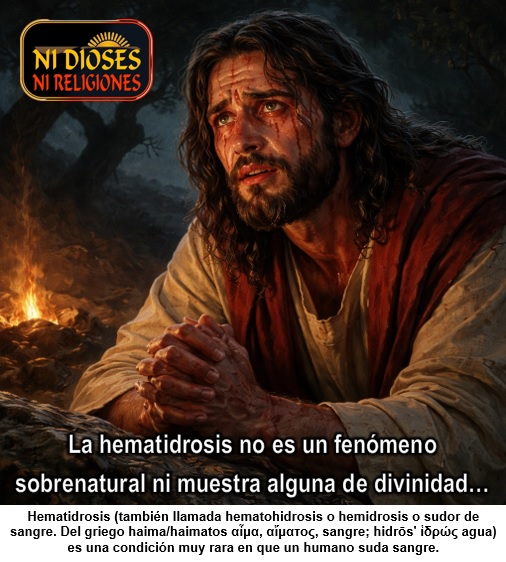 NI DIOSES
NI RELIGIONES
La hematidrosis no es un fenómeno
sobrenatural ni muestra alguna de divinidad...
Hematidrosis (también llamada hematohidrosis o hemidrosis o sudor de
sangre. Del griego haima/haimatos αἷμα, αἵματος, sangre; hidrōs' ἱδρώς agua)
es una condición muy rara en que un humano suda sangre.